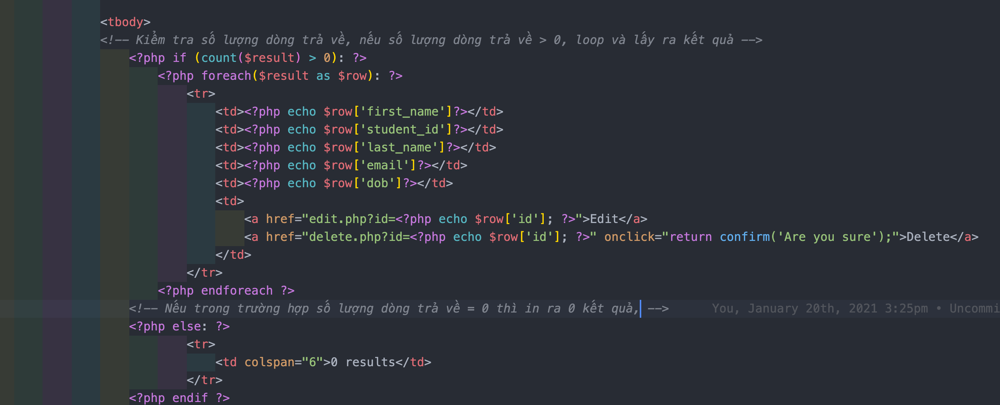 <tbody>
<!-- Kiểm tra số lượng dòng trả về, nếu số lượng dòng trả về > 0, loop và lấy ra kết quả -->
<?php if (count($result) > 0): ?>
<?php foreach($result as $row): ?>
<tr>
<td><?php echo $row['first_name']?></td>
<td><?php echo $row['student_id']?></td>
<td><?php echo $row['last_name']?></td>
<td><?php echo $row['email']?></td>
<td><?php echo $row['dob']?></td>
<td>
<a href="edit.php?id=<?php echo $row['id']; ?>">Edit</a>
<a href="delete.php?id=<?php echo $row['id']; ?>" onclick="return confirm('Are you sure');">Delete</a>
</td>
</tr>
<?php endforeach ?>
<!-- Nếu trong trường hợp số lượng dòng trả về = 0 thì in ra 0 kết quả, --> You, January 20th, 2021 3:25pm • Uncommi
<?php else: ?>
<tr>
<td colspan="6">0 results</td>
</tr>
<?php endif ?>